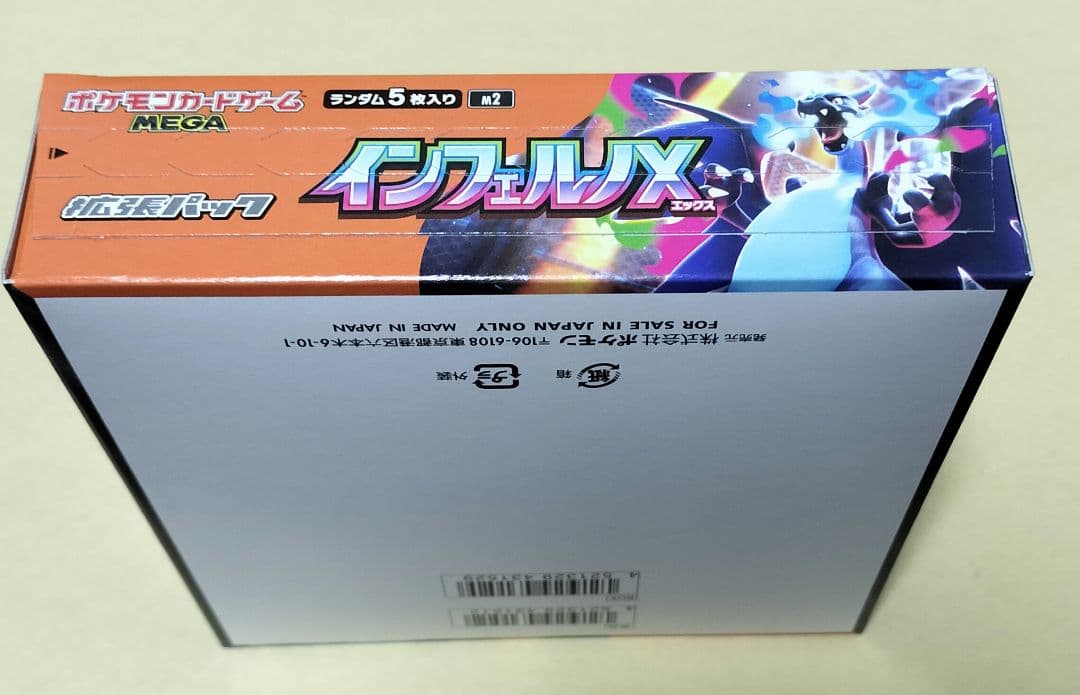 ポケモンカードゲーム
MEGA
ランダム5枚入り
M2
インフェルノX
エックス
拡張パック
FOR SALE IN JAPAN ONLY MADE IN JAPAN
発売元 株式会社ポケモン 〒106-6108 東京都港区六本木6-10-1
紙 箱
プラ 外装
4 521329 431529